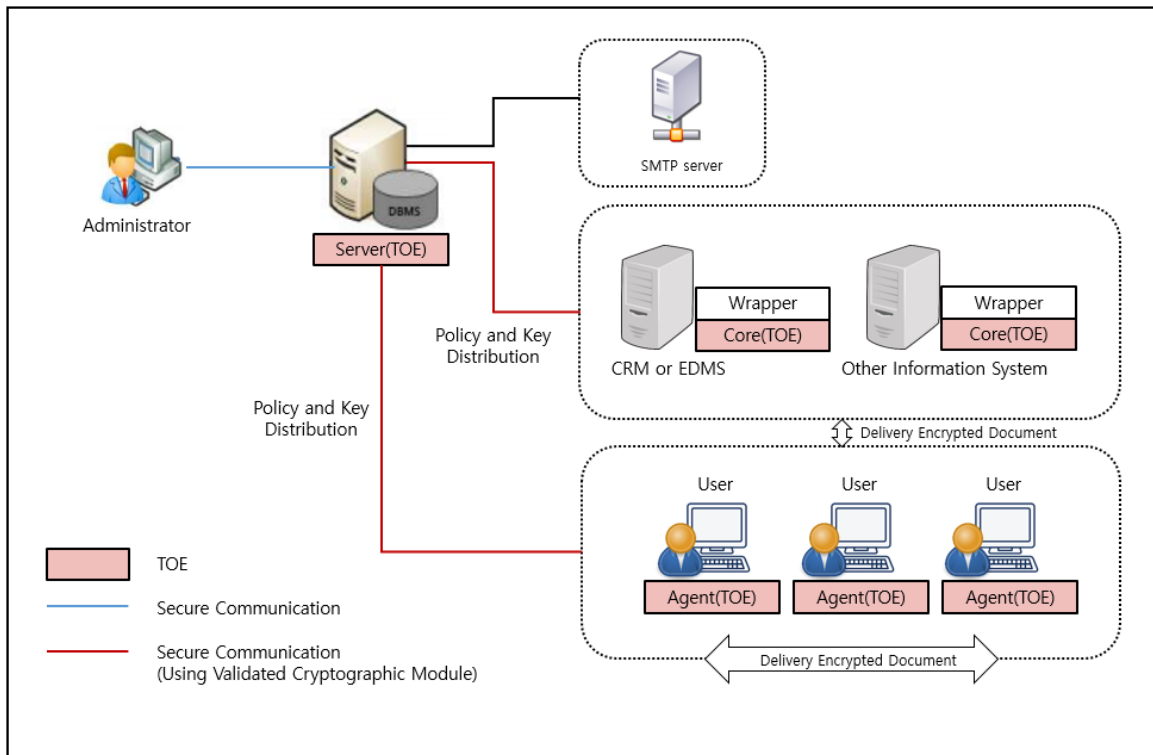 SMTP server
Administrator
DBMS
Server(TOE)
Policy and Key
Distribution
Wrapper
Core(TOE)
CRM or EDMS
Wrapper
Core(TOE)
Other Information System
Policy and Key
Distribution
Delivery Encrypted Document
User
User
User
Agent(TOE)
Agent(TOE)
Agent(TOE)
Delivery Encrypted Document
TOE
Secure Communication
Secure Communication
(Using Validated Cryptographic Module)